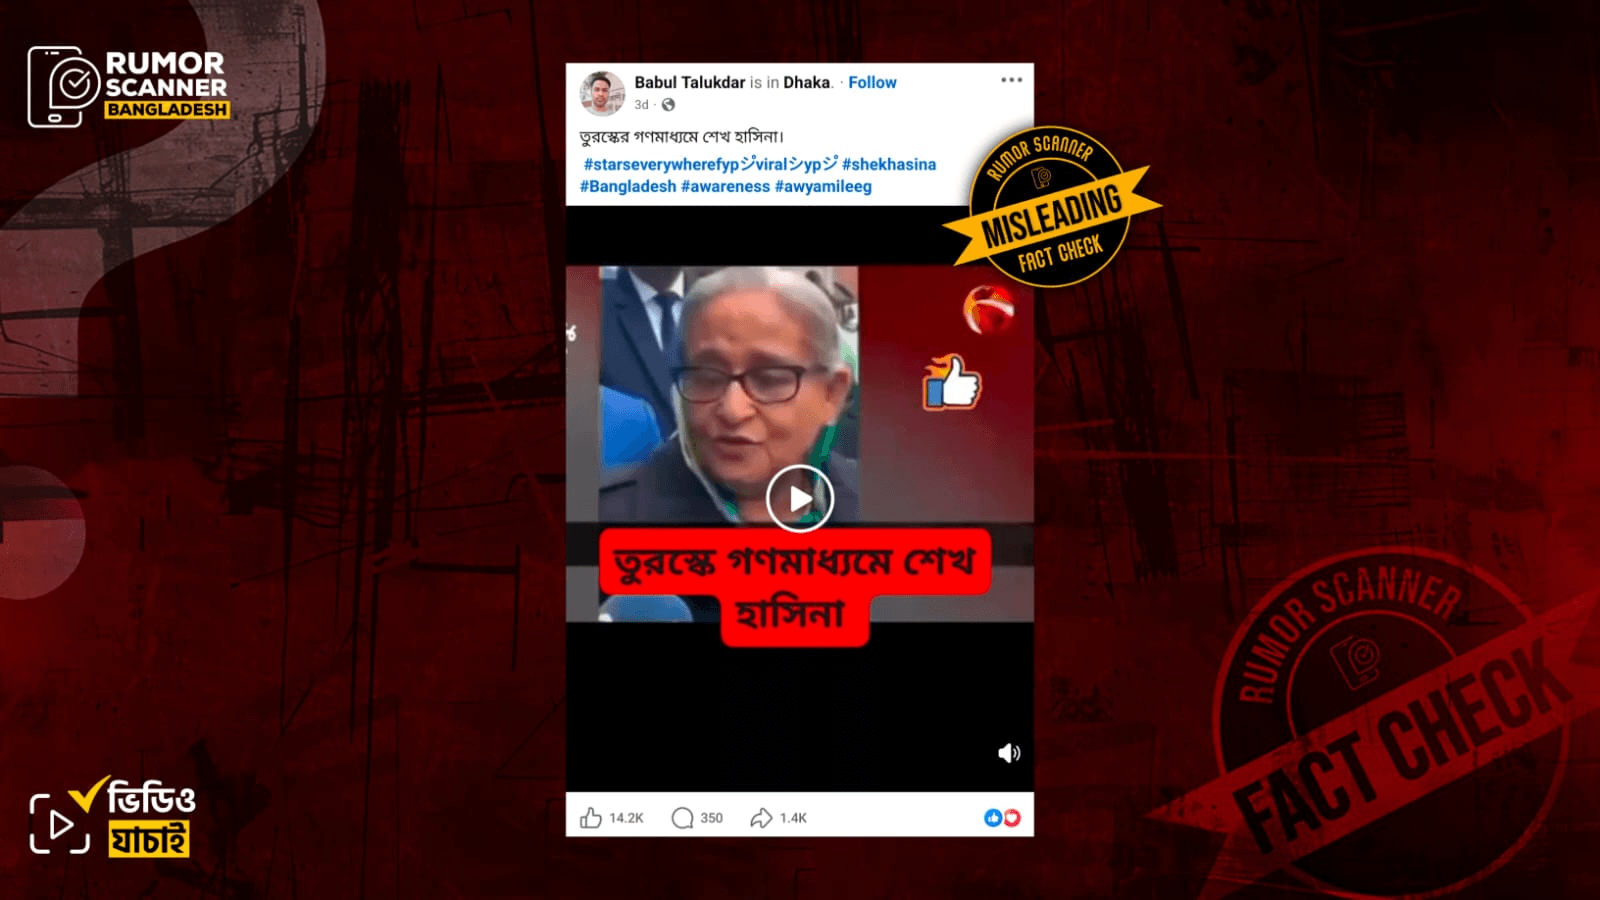 RUMOR
SCANNER
BANGLADESH
Babul Talukdar is in Dhaka. · Follow
3d ·
তুরস্কের গণমাধ্যমে শেখ হাসিনা।
#starseverywherefypジ゚viralシypジ゚ #shekhasina
#Bangladesh #awareness #awyamileeg
RUMOR SCANNER
MISLEADING
FACT CHECK
তুরস্কে গণমাধ্যমে শেখ
হাসিনা
14.2K 350 1.4K
ভিডিও
যাচাই
RUMOR SCANNER
FACT CHECK